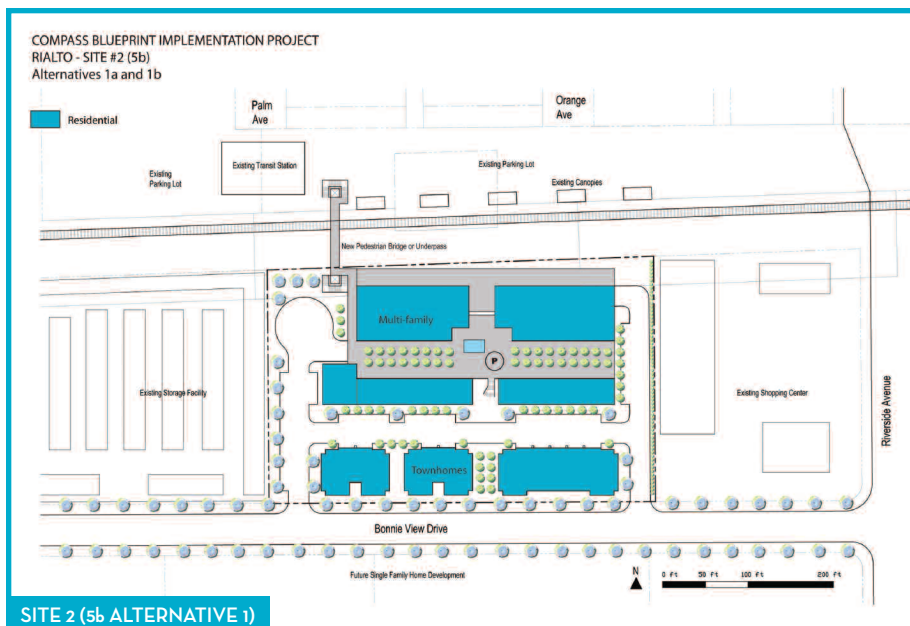 COMPASS BLUEPRINT IMPLEMENTATION PROJECT
RIALTO - SITE #2 (5b)
Alternatives 1a and 1b
Residential
Palm
Ave
Orange
Ave
Existing
Parking Lot
Existing Transit Station
Existing Parking Lot
Existing Canopies
New Pedestrian Bridge or Underpass
Multi-family
P
Existing Storage Facility
Existing Shopping Center
Riverside Avenue
Townhomes
Bonnie View Drive
Future Single Family Home Development
N
0 ft 50 ft 100 ft 200 ft
SITE 2 (5b ALTERNATIVE 1)